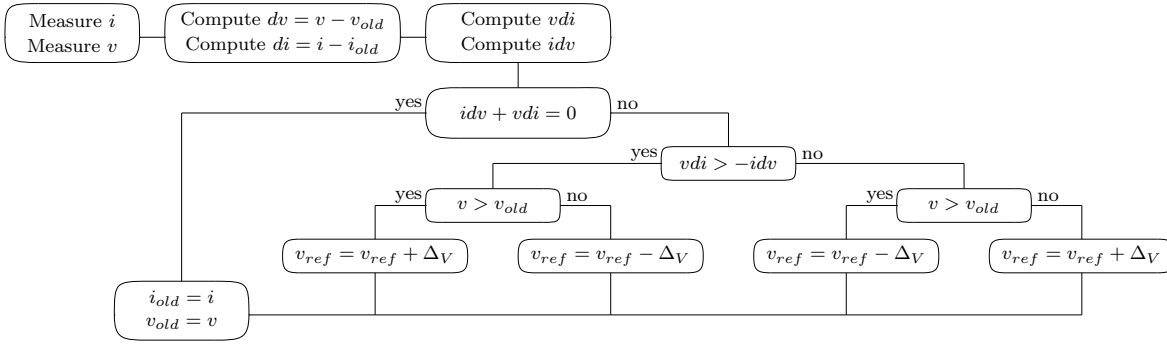 Measure i
Measure v
Compute dv = v − v_old
Compute di = i − i_old
Compute vdi
Compute idv
yes
idv + vdi = 0
no
yes
vdi > −idv
no
yes
v > v_old
no
yes
v > v_old
no
v_ref = v_ref + Δ_V
v_ref = v_ref − Δ_V
v_ref = v_ref − Δ_V
v_ref = v_ref + Δ_V
i_old = i
v_old = v